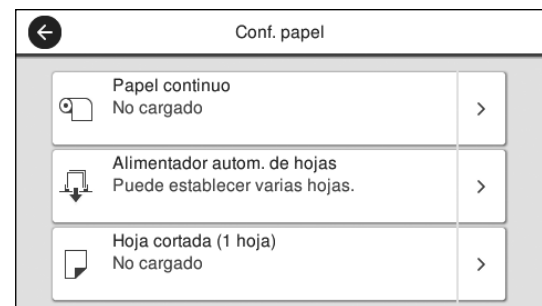 Conf. papel
Papel continuo
No cargado
Alimentador autom. de hojas
Puede establecer varias hojas.
Hoja cortada (1 hoja)
No cargado